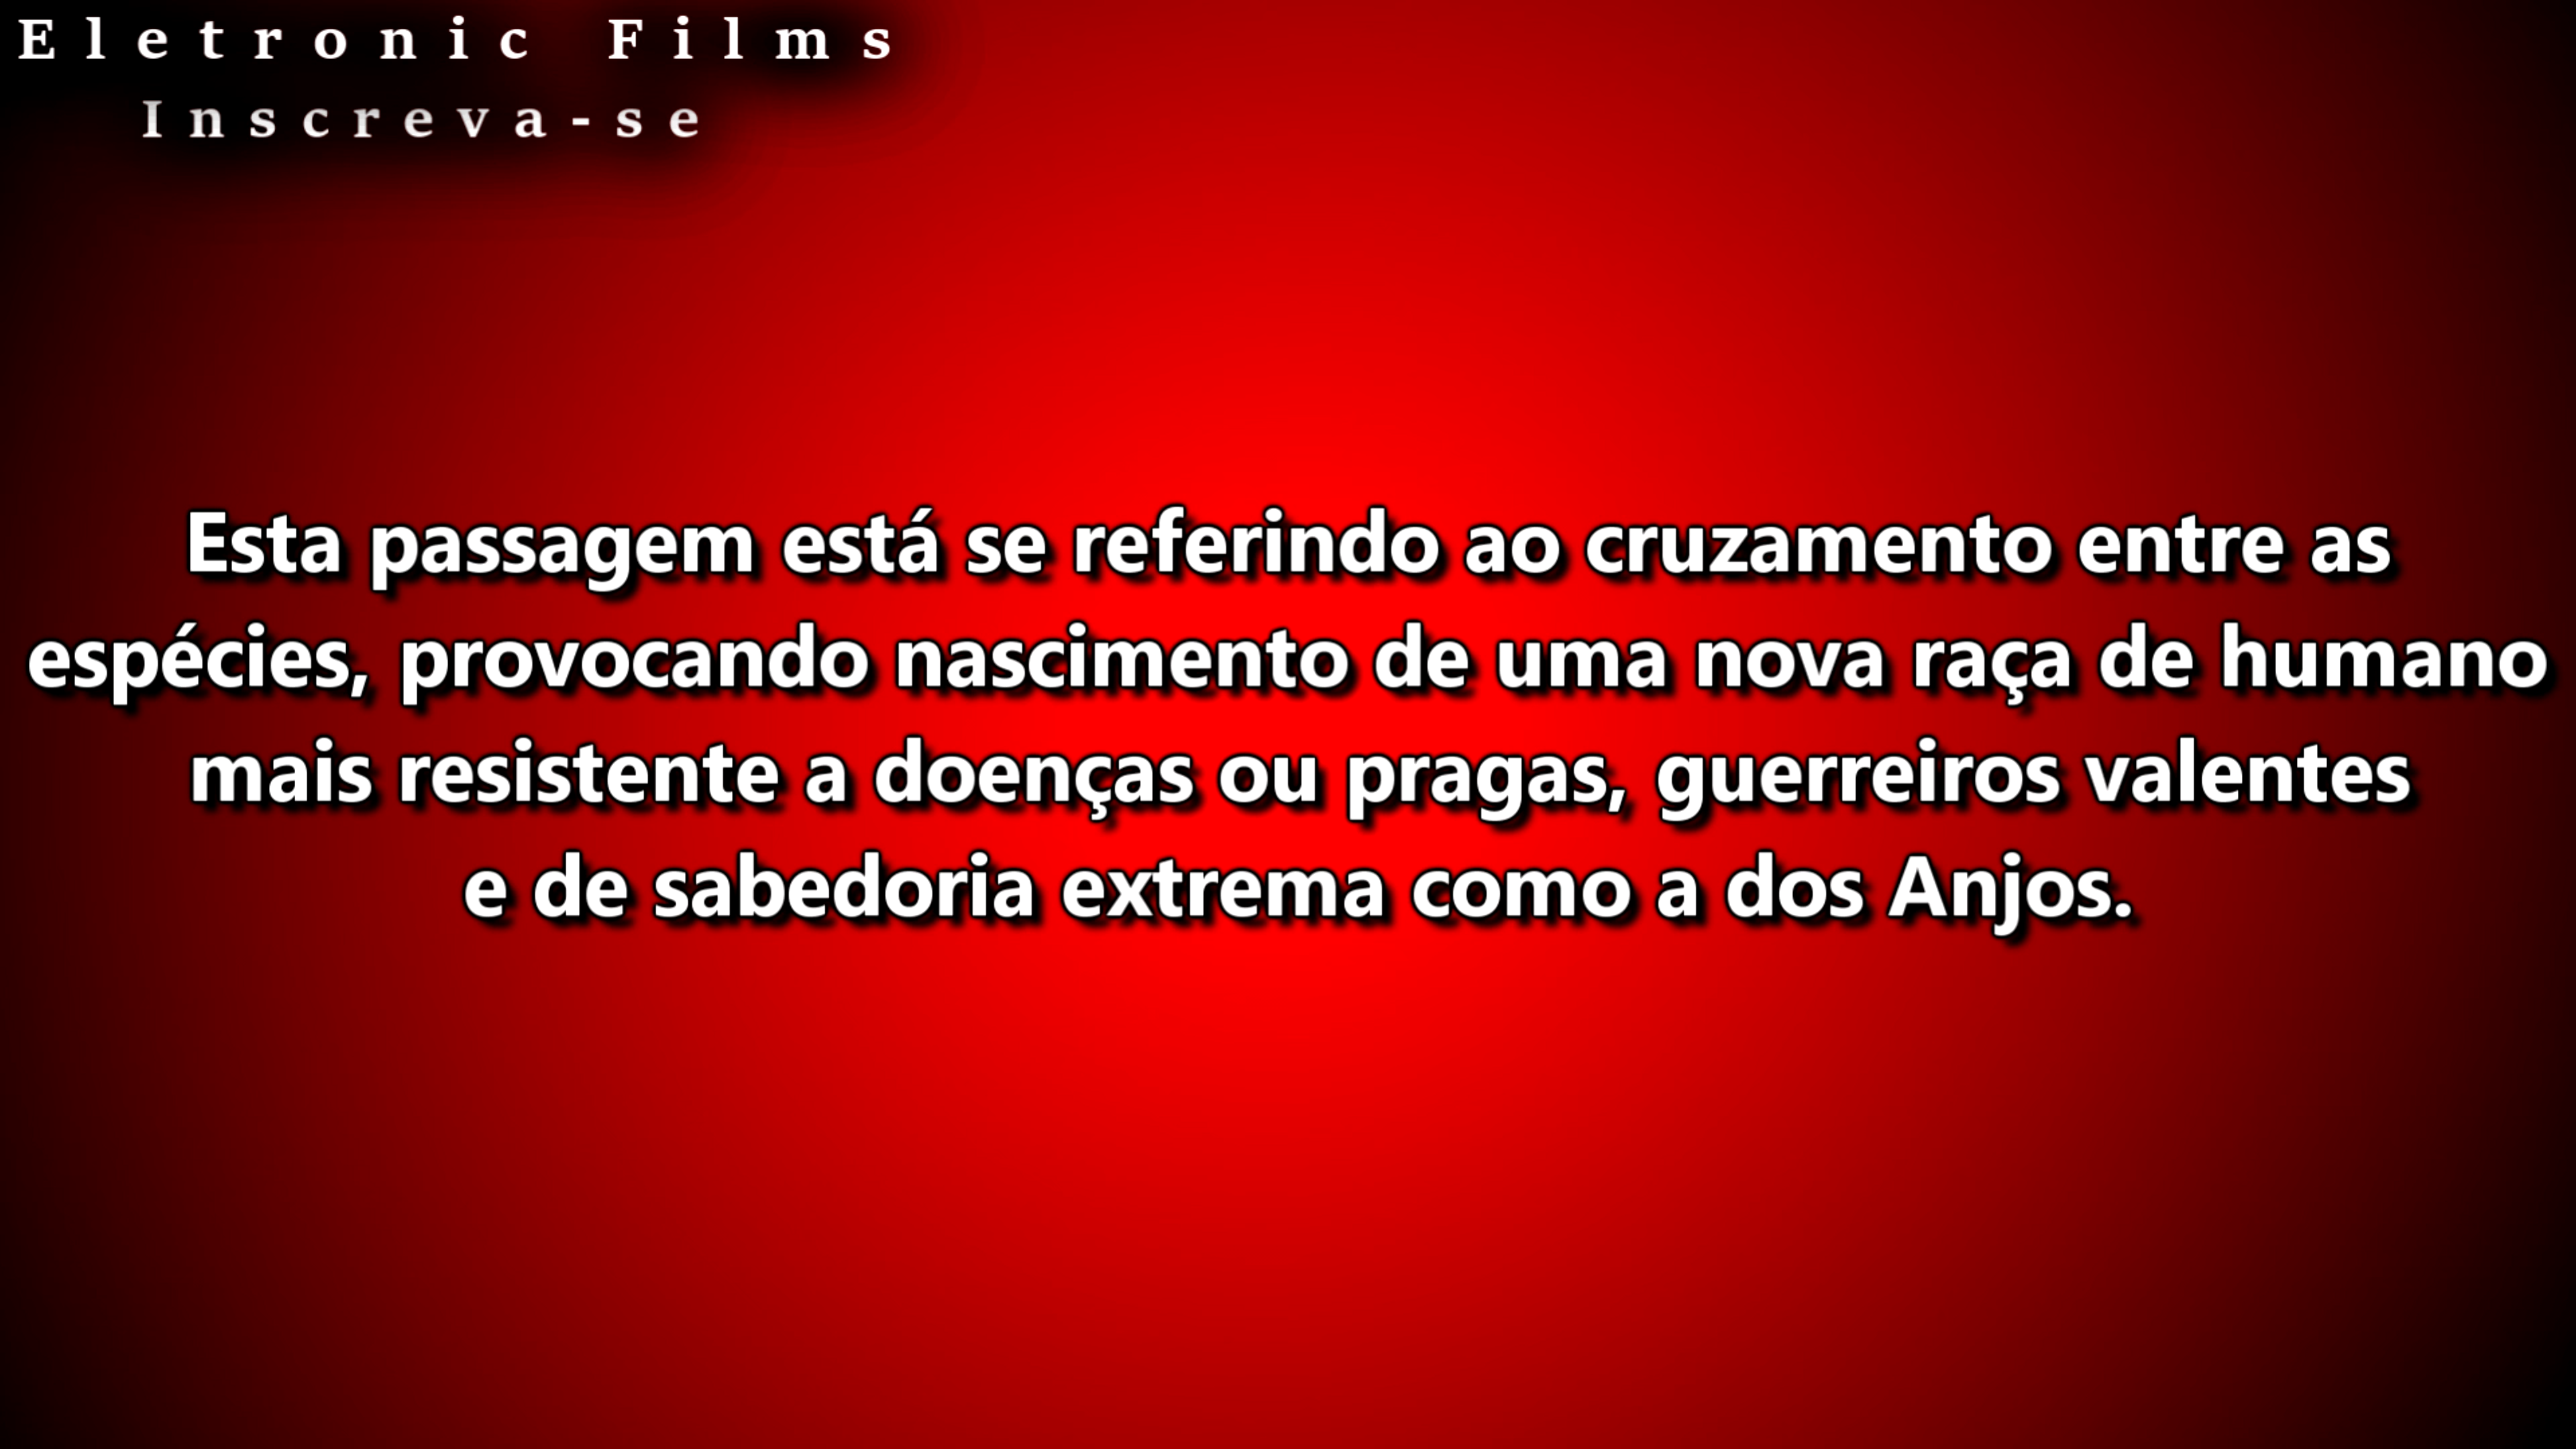 Eletronic Films
Inscreva-se
Esta passagem está se referindo ao cruzamento entre as
espécies, provocando nascimento de uma nova raça de humano
mais resistente a doenças ou pragas, guerreiros valentes
e de sabedoria extrema como a dos Anjos.